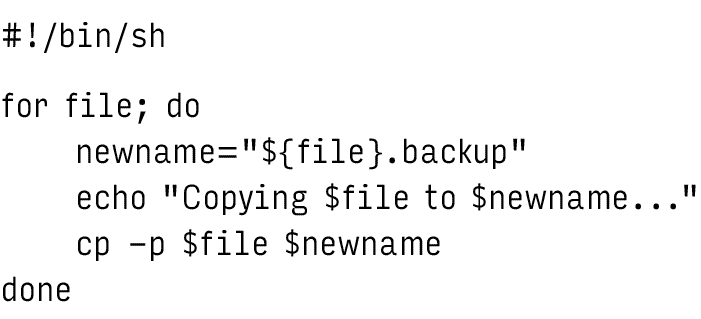 #!/bin/sh
for file; do
newname="${file}.backup"
echo "Copying $file to $newname..."
cp -p $file $newname
done